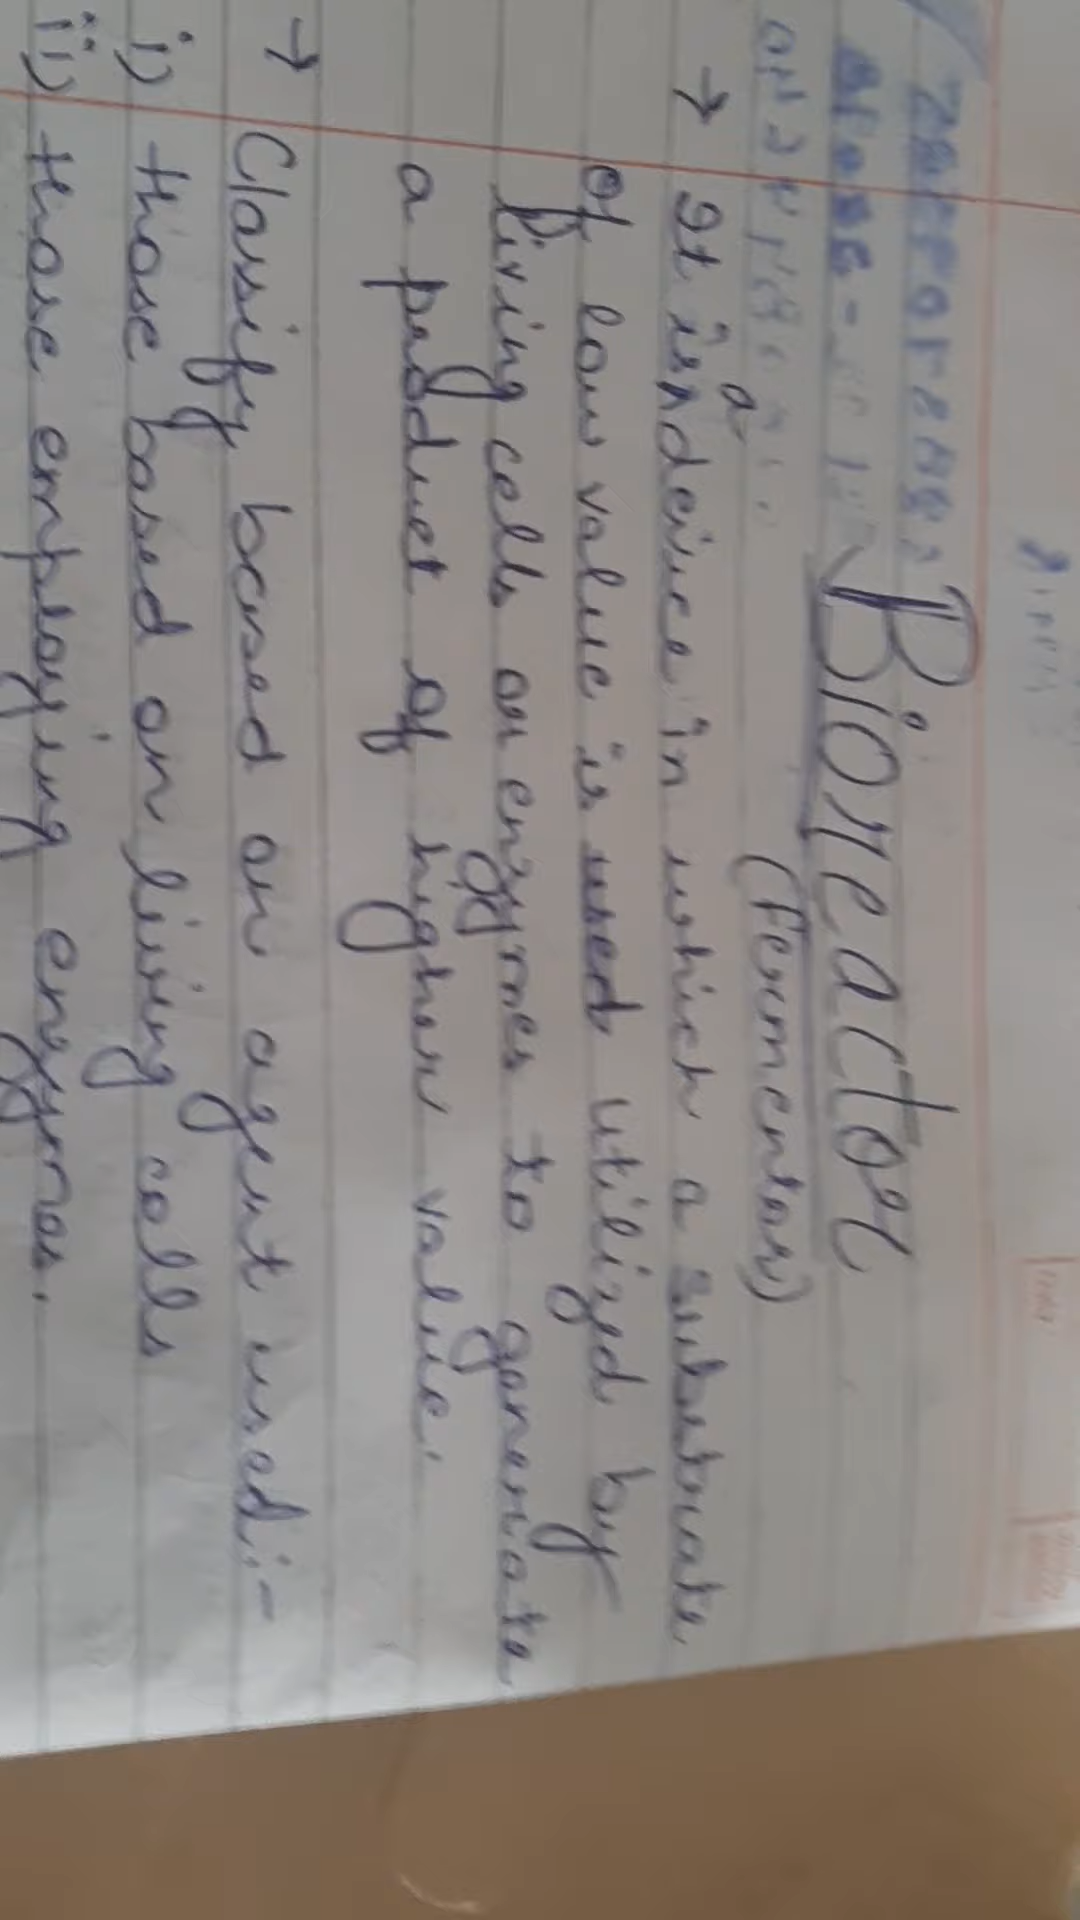 Bioreactor
(Fermentor)
→ It is a device in which a substrate
of low value is utilized by
living cells or enzymes to generate
a product of higher value.
→ Classify based on agent used:-
i) those based on living cells
ii) those employing enzymes.